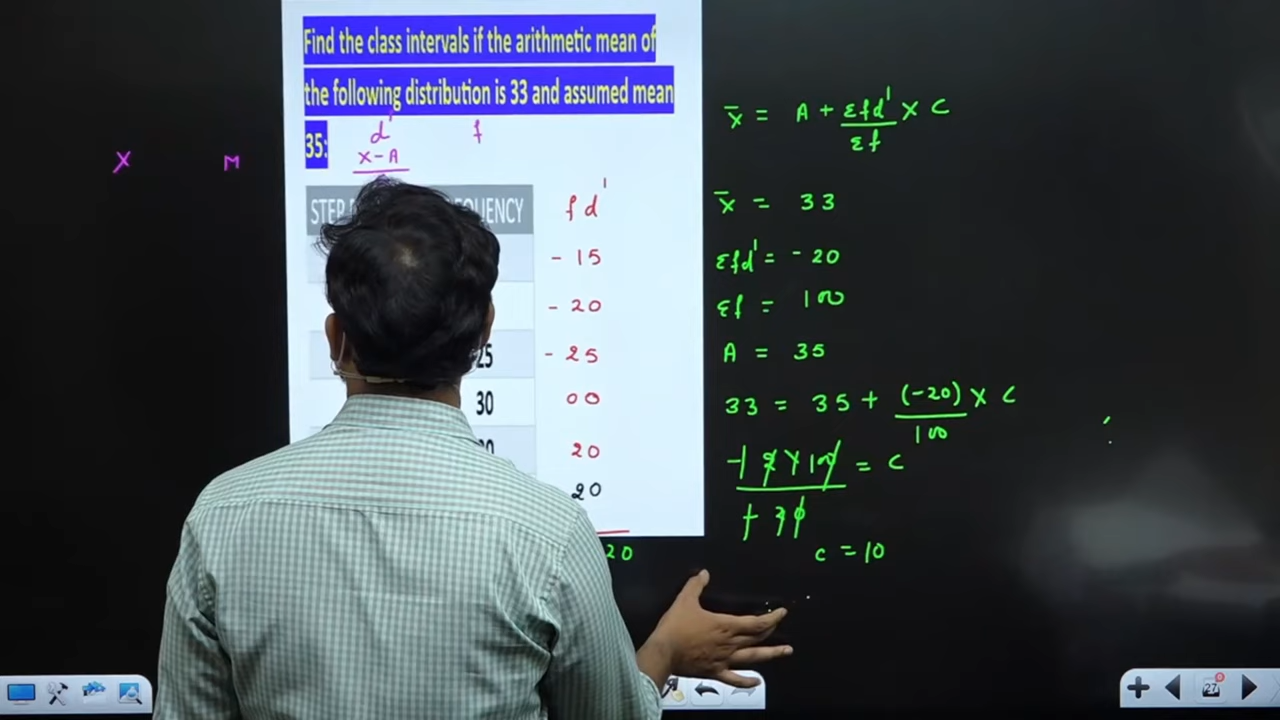 Find the class intervals if the arithmetic mean of
the following distribution is 33 and assumed mean
35:
d' f
X M
X - A
fd'
- 15
- 20
25 - 25
30 00
20
20
20
x̄ = A + Σfd' / Σf × C
x̄ = 33
Σfd' = - 20
Σf = 100
A = 35
33 = 35 + (-20) / 100 × C
c = 10
27